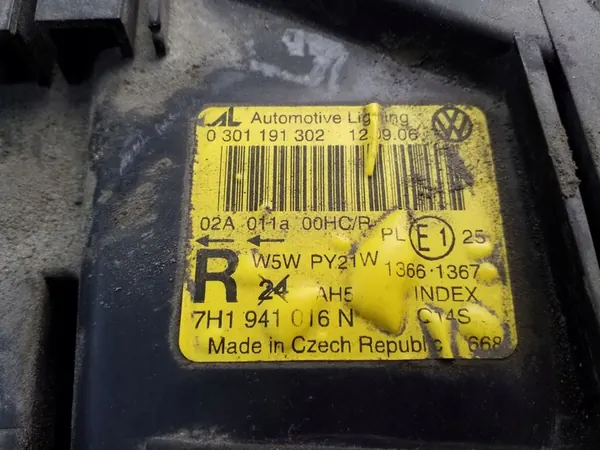 AL Automotive Lighting
0 301 191 302 12.09.06
02A 011a 00HC/R PL E1 25
R W5W PY21W 1366·1367
24 AH5 INDEX
7H1 941 016 N
Made in Czech Republic 668